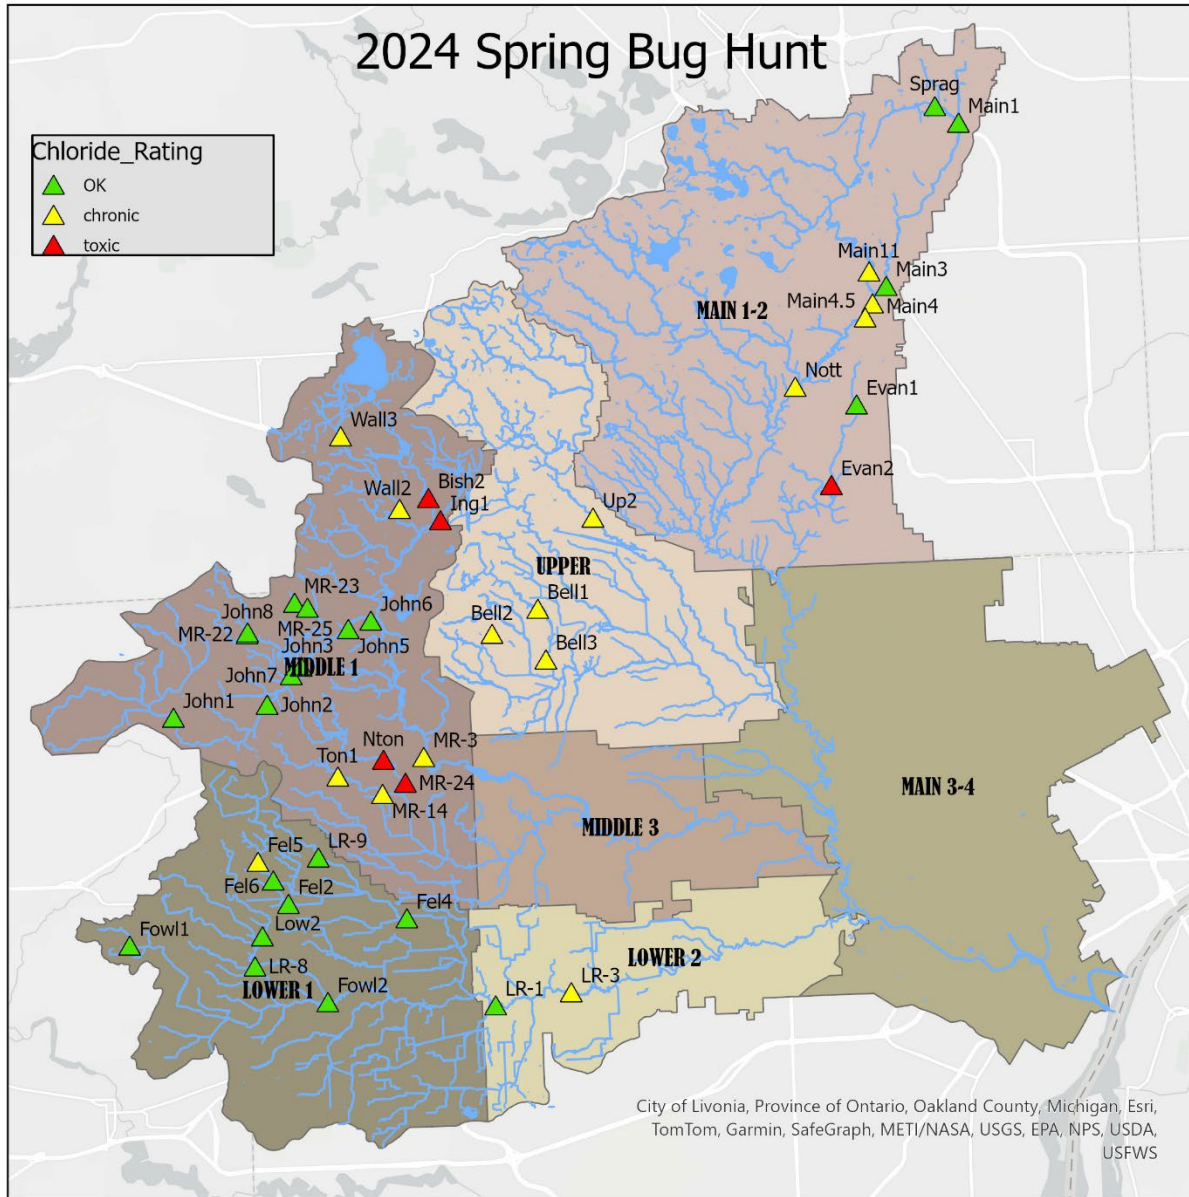 2024 Spring Bug Hunt
Chloride_Rating
OK
chronic
toxic
Sprag
Main1
Main11
Main3
Main4.5
Main4
MAIN 1-2
Nott
Evan1
Evan2
Wall3
Wall2
Bish2
Ing1
Up2
UPPER
Bell1
Bell2
Bell3
MR-23
John8
John6
MR-22
MR-25
John3
John5
MIDDLE 1
John7
John1
John2
Nton
MR-3
Ton1
MR-24
MR-14
MAIN 3-4
MIDDLE 3
LR-9
Fel5
Fel6
Fel2
Fel4
Low2
Fowl1
LR-8
LOWER 1
Fowl2
LOWER 2
LR-3
LR-1
City of Livonia, Province of Ontario, Oakland County, Michigan, Esri,
TomTom, Garmin, SafeGraph, METI/NASA, USGS, EPA, NPS, USDA,
USFWS